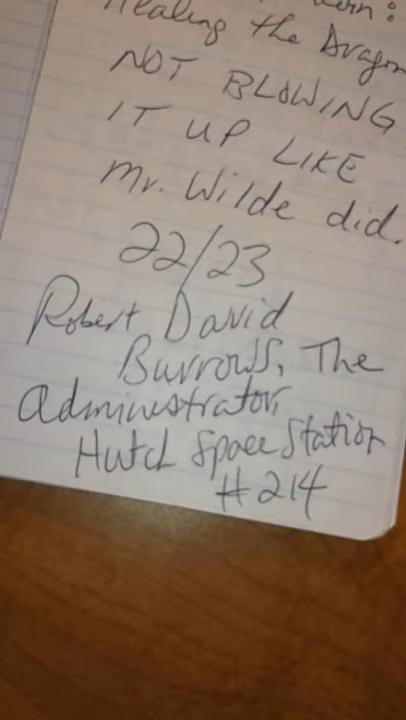 Healing the Dragon
NOT BLOWING
IT UP LIKE
Mr. Wilde did.
22/23
Robert David
Burrows, The
Administrator,
Hutch Space Station
#214